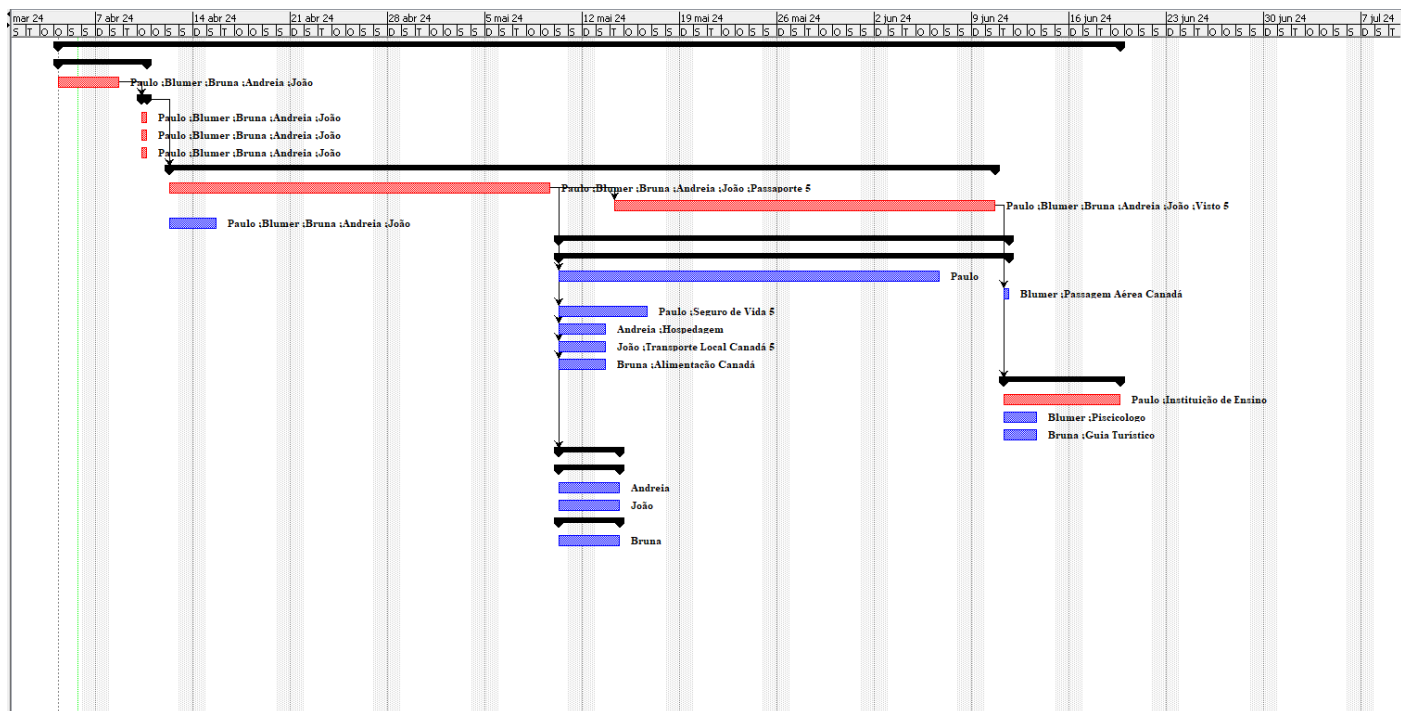 mar 24 7 abr 24 14 abr 24 21 abr 24 28 abr 24 5 mai 24 12 mai 24 19 mai 24 26 mai 24 2 jun 24 9 jun 24 16 jun 24 23 jun 24 30 jun 24 7 jul 24
S T O O S S D S T O O S S D S T O O S S D S T O O S S D S T O O S S D S T O O S S D S T O O S S D S T O O S S D S T O O S S D S T O O S S D S T O O S S D S T O O S S D S T O O S S D S T O O S S D S T
Paulo ;Blumer ;Bruna ;Andreia ;João
Paulo ;Blumer ;Bruna ;Andreia ;João
Paulo ;Blumer ;Bruna ;Andreia ;João
Paulo ;Blumer ;Bruna ;Andreia ;João
Paulo ;Blumer ;Bruna ;Andreia ;João ;Passaporte 5
Paulo ;Blumer ;Bruna ;Andreia ;João ;Visto 5
Paulo ;Blumer ;Bruna ;Andreia ;João
Paulo
Blumer ;Passagem Aérea Canadá
Paulo ;Seguro de Vida 5
Andreia ;Hospedagem
João ;Transporte Local Canadá 5
Bruna ;Alimentação Canadá
Paulo ;Instituição de Ensino
Blumer ;Piscicologo
Bruna ;Guia Turístico
Andreia
João
Bruna